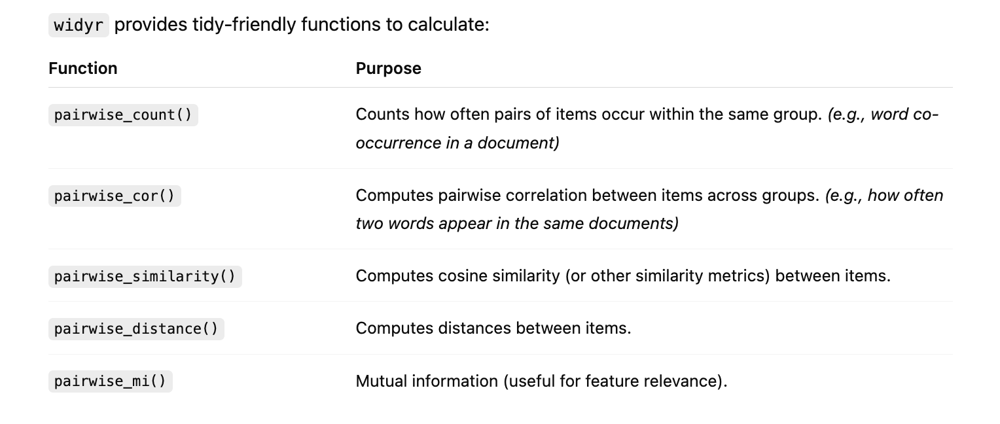 widyr provides tidy-friendly functions to calculate:
Function Purpose
pairwise_count() Counts how often pairs of items occur within the same group. (e.g., word co-
occurrence in a document)
pairwise_cor() Computes pairwise correlation between items across groups. (e.g., how often
two words appear in the same documents)
pairwise_similarity() Computes cosine similarity (or other similarity metrics) between items.
pairwise_distance() Computes distances between items.
pairwise_mi() Mutual information (useful for feature relevance).